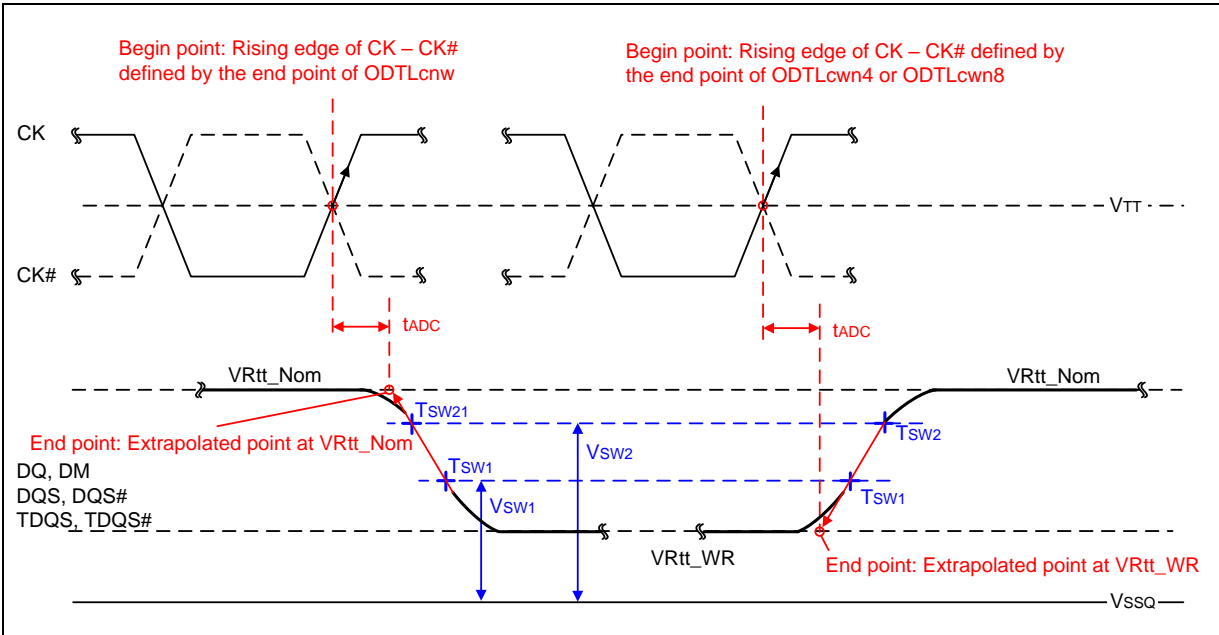 Begin point: Rising edge of CK – CK#
defined by the end point of ODTLcnw
Begin point: Rising edge of CK – CK# defined by
the end point of ODTLcwn4 or ODTLcwn8
CK
VTT
CK#
tADC
tADC
VRtt_Nom
VRtt_Nom
TSW21
TSW2
End point: Extrapolated point at VRtt_Nom
VSW2
DQ, DM
DQS, DQS#
TDQS, TDQS#
TSW1
VSW1
TSW1
VRtt_WR
End point: Extrapolated point at VRtt_WR
VSSQ